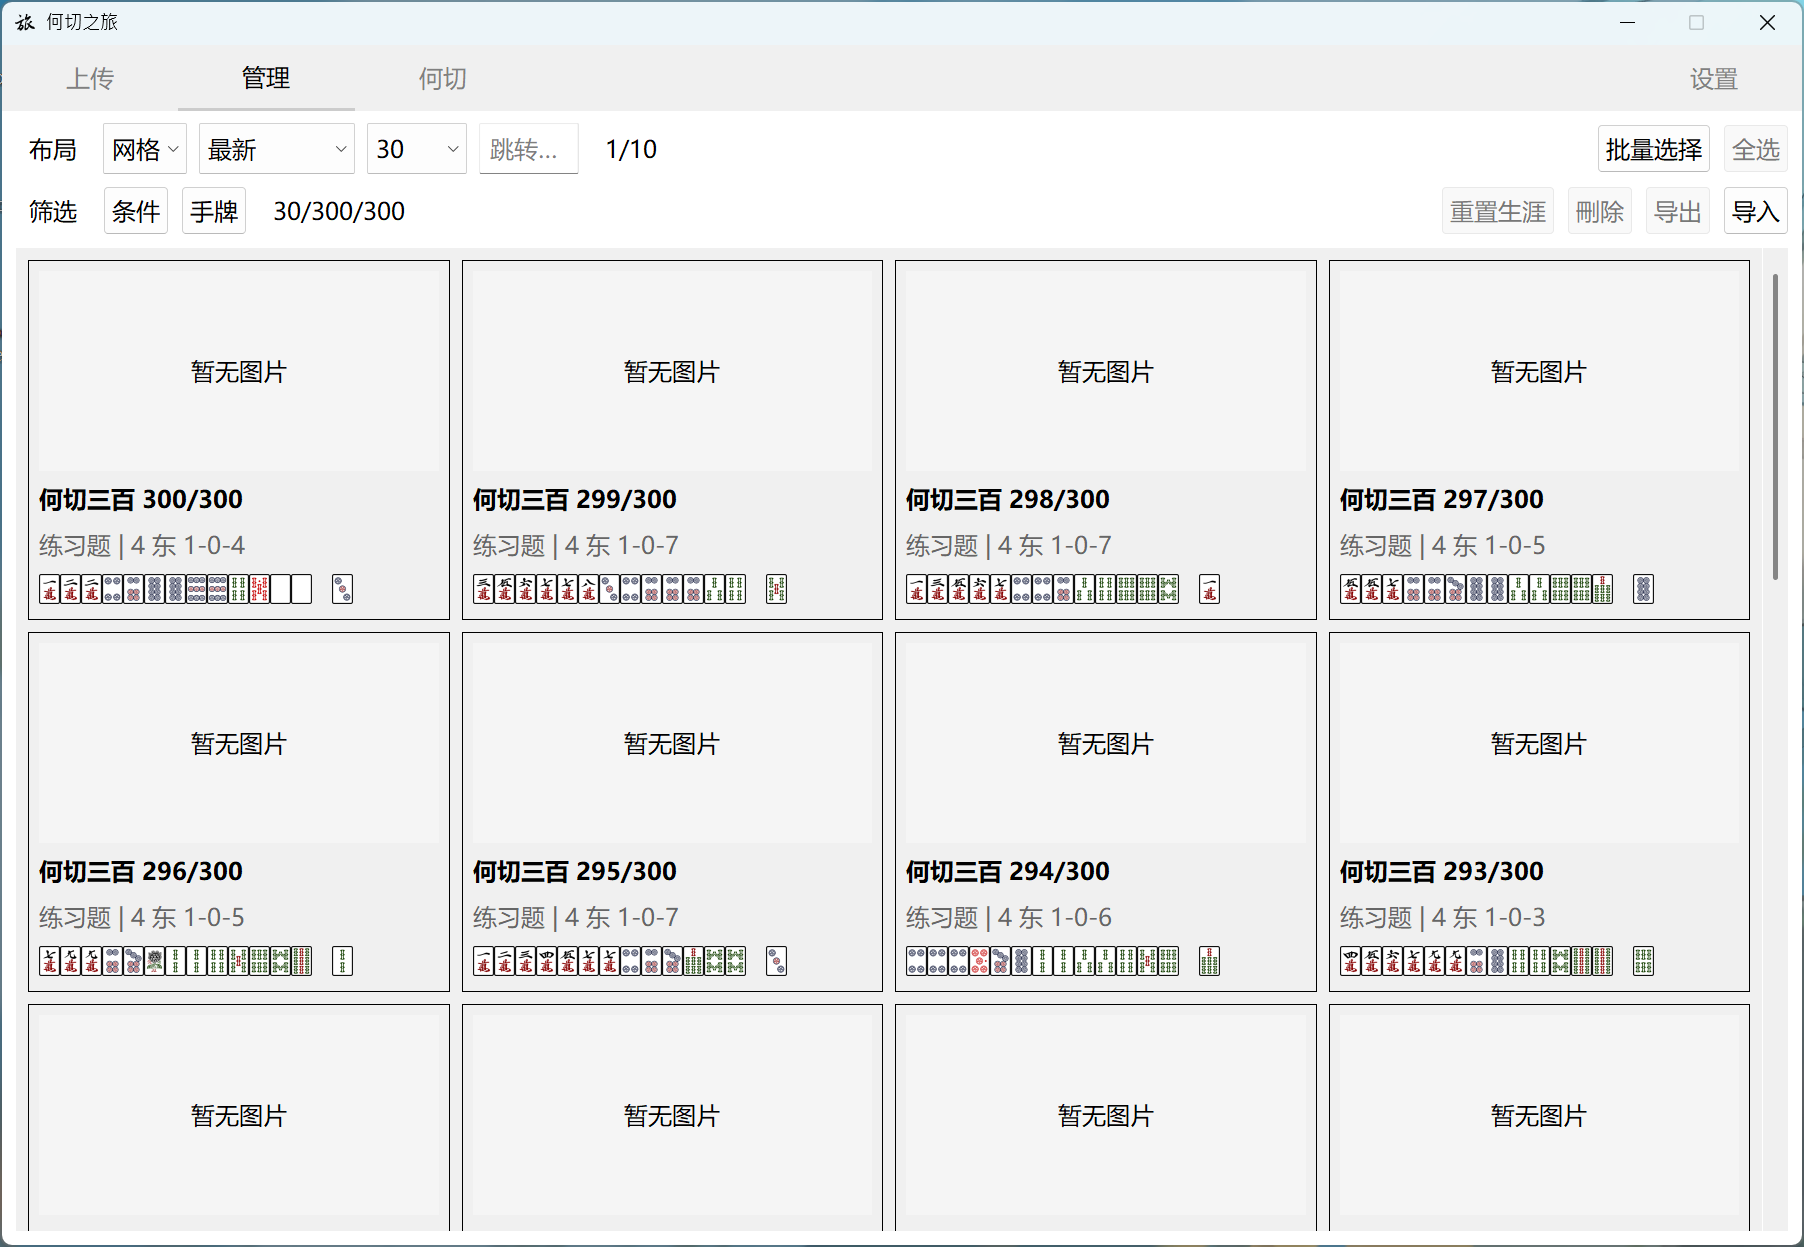 旅 何切之旅
上传 管理 何切 设置
布局 网格 最新 30 跳转... 1/10 批量选择 全选
筛选 条件 手牌 30/300/300 重置生涯 刪除 导出 导入
暂无图片 暂无图片 暂无图片 暂无图片
何切三百 300/300 何切三百 299/300 何切三百 298/300 何切三百 297/300
练习题 | 4 东 1-0-4 练习题 | 4 东 1-0-7 练习题 | 4 东 1-0-7 练习题 | 4 东 1-0-5
暂无图片 暂无图片 暂无图片 暂无图片
何切三百 296/300 何切三百 295/300 何切三百 294/300 何切三百 293/300
练习题 | 4 东 1-0-5 练习题 | 4 东 1-0-7 练习题 | 4 东 1-0-6 练习题 | 4 东 1-0-3
暂无图片 暂无图片 暂无图片 暂无图片